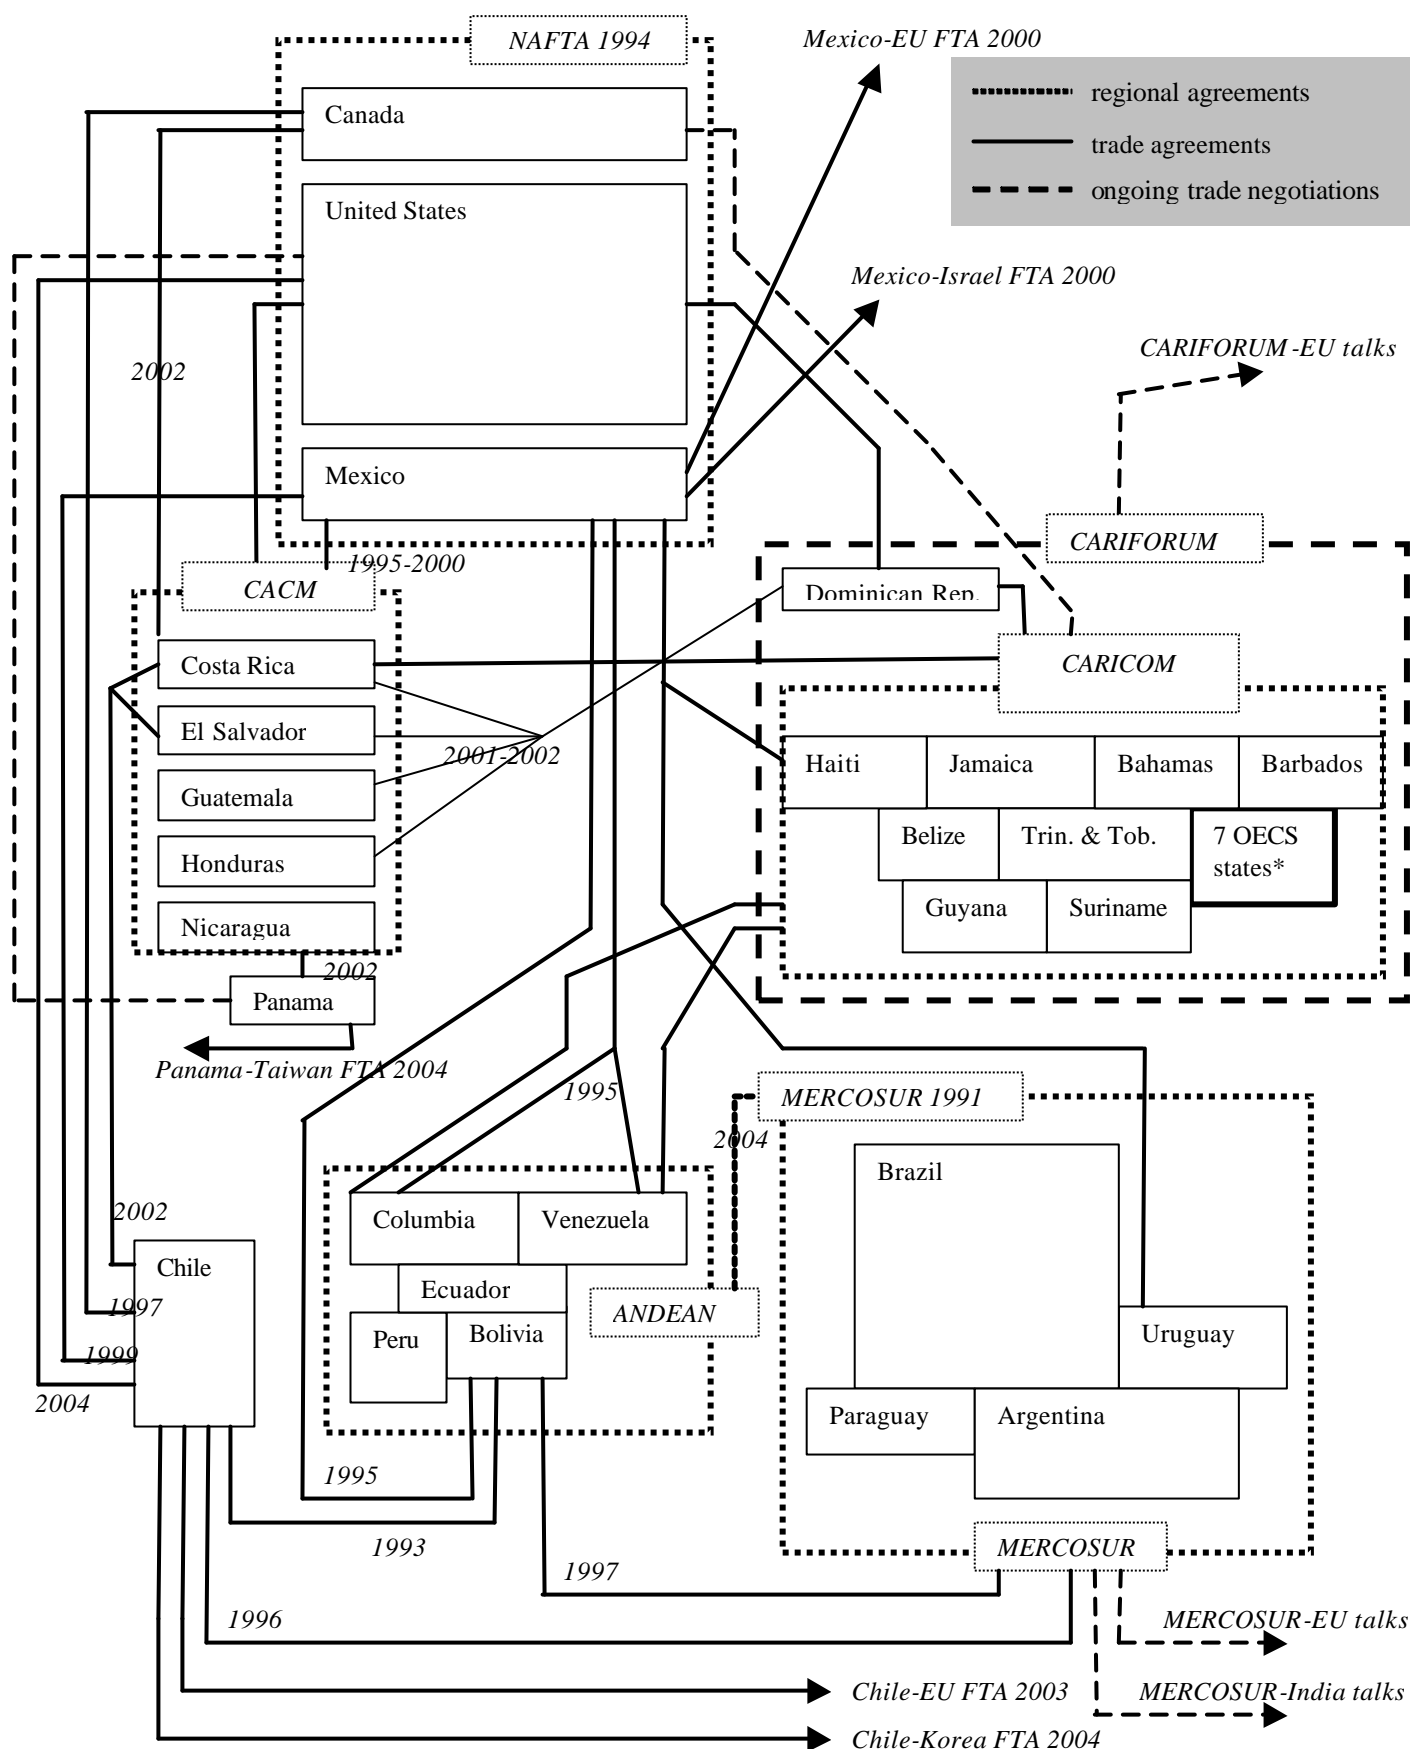 NAFTA 1994
Mexico-EU FTA 2000
regional agreements
trade agreements
ongoing trade negotiations
Canada
United States
Mexico-Israel FTA 2000
CARIFORUM-EU talks
2002
Mexico
CARIFORUM
1995-2000
CACM
Dominican Rep.
CARICOM
Costa Rica
El Salvador
2001-2002
Guatemala
Honduras
Nicaragua
Haiti
Jamaica
Bahamas
Barbados
Belize
Trin. & Tob.
7 OECS
states*
Guyana
Suriname
2002
Panama
Panama-Taiwan FTA 2004
1995
MERCOSUR 1991
2004
Brazil
2002
Columbia
Venezuela
Chile
Ecuador
ANDEAN
1997
Peru
Bolivia
Uruguay
1999
2004
Paraguay
Argentina
1995
1993
MERCOSUR
1997
1996
MERCOSUR-EU talks
Chile-EU FTA 2003
MERCOSUR-India talks
Chile-Korea FTA 2004